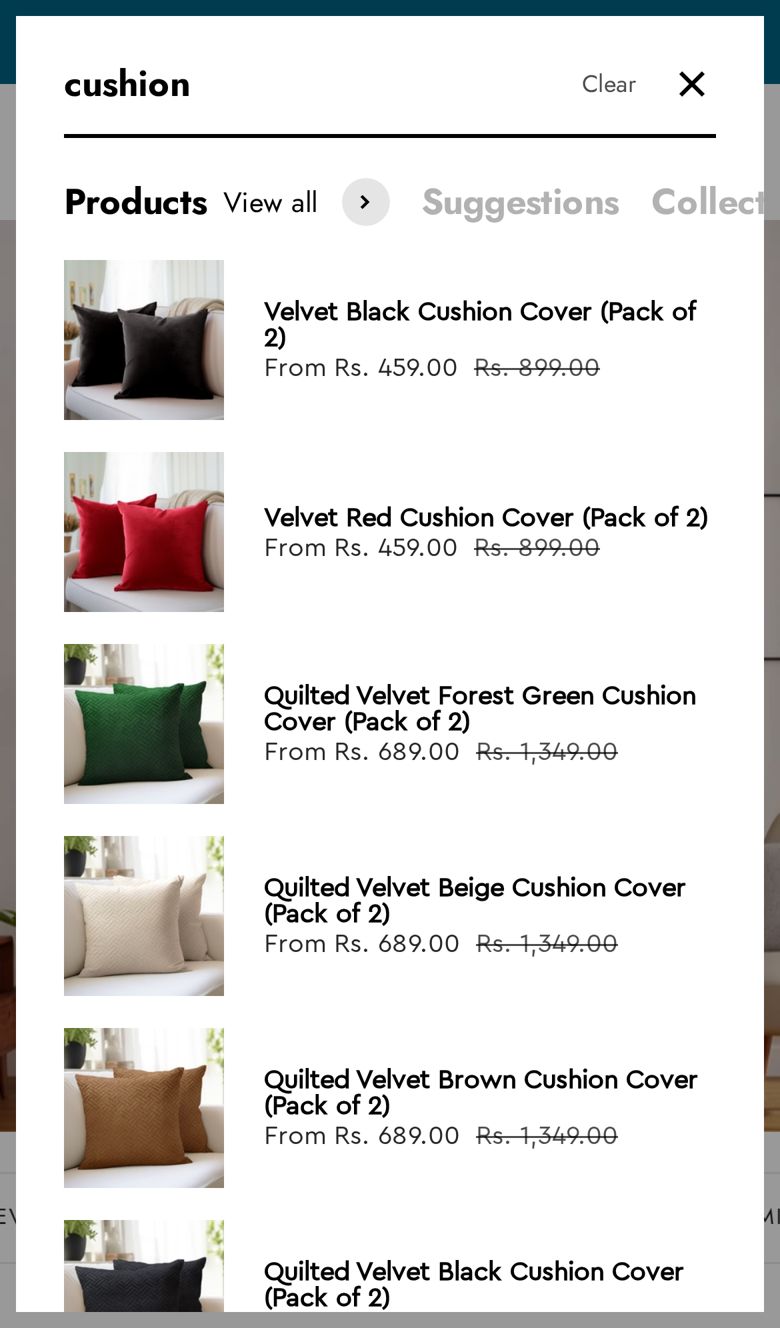 cushion
Clear
Products View all
Suggestions
Collect
Velvet Black Cushion Cover (Pack of
2)
From Rs. 459.00 Rs. 899.00
Velvet Red Cushion Cover (Pack of 2)
From Rs. 459.00 Rs. 899.00
Quilted Velvet Forest Green Cushion
Cover (Pack of 2)
From Rs. 689.00 Rs. 1,349.00
Quilted Velvet Beige Cushion Cover
(Pack of 2)
From Rs. 689.00 Rs. 1,349.00
Quilted Velvet Brown Cushion Cover
(Pack of 2)
From Rs. 689.00 Rs. 1,349.00
Quilted Velvet Black Cushion Cover
(Pack of 2)